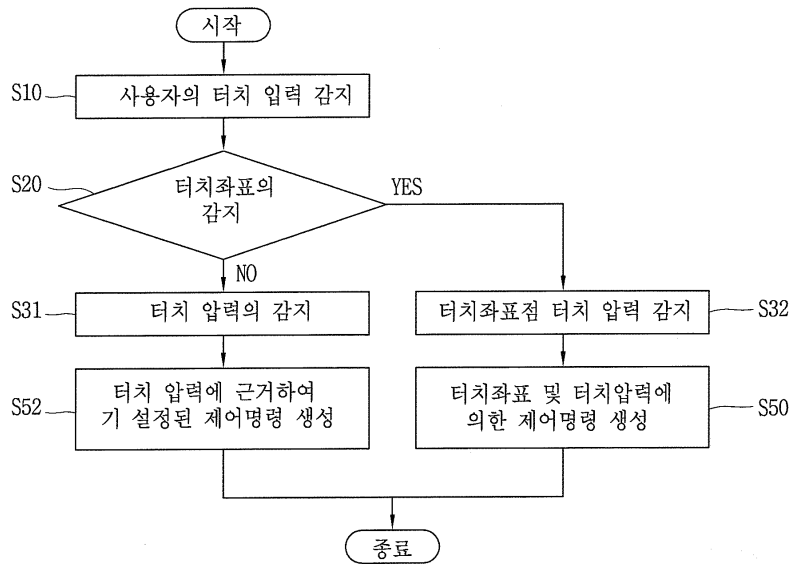 시작
S10
사용자의 터치 입력 감지
S20
터치좌표의
감지
YES
NO
S31
터치 압력의 감지
터치좌표점 터치 압력 감지
S32
S52
터치 압력에 근거하여
기 설정된 제어명령 생성
터치좌표 및 터치압력에
의한 제어명령 생성
S50
종료